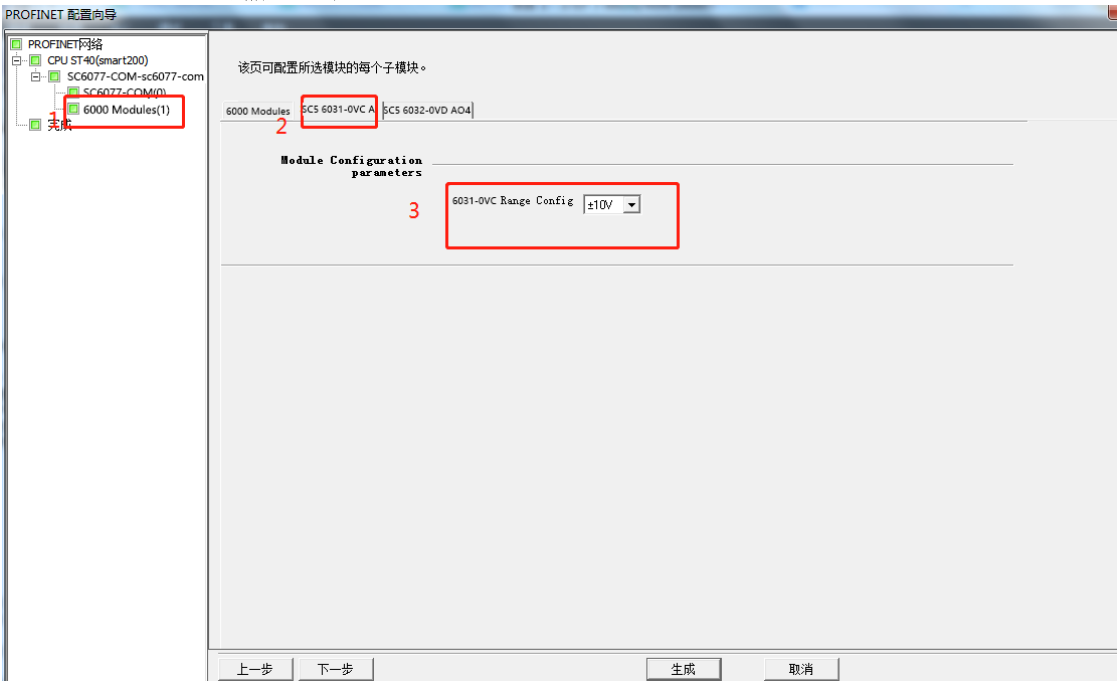 PROFINET 配置向导
PROFINET网络
CPU ST40(smart200)
SC6077-COM-sc6077-com
SC6077-COM(0)
6000 Modules(1)
1
完成
该页可配置所选模块的每个子模块。
6000 Modules
SC5 6031-0VC A
SC5 6032-0VD AO4
2
Module Configuration
parameters
6031-0VC Range Config
±10V
3
上一步
下一步
生成
取消